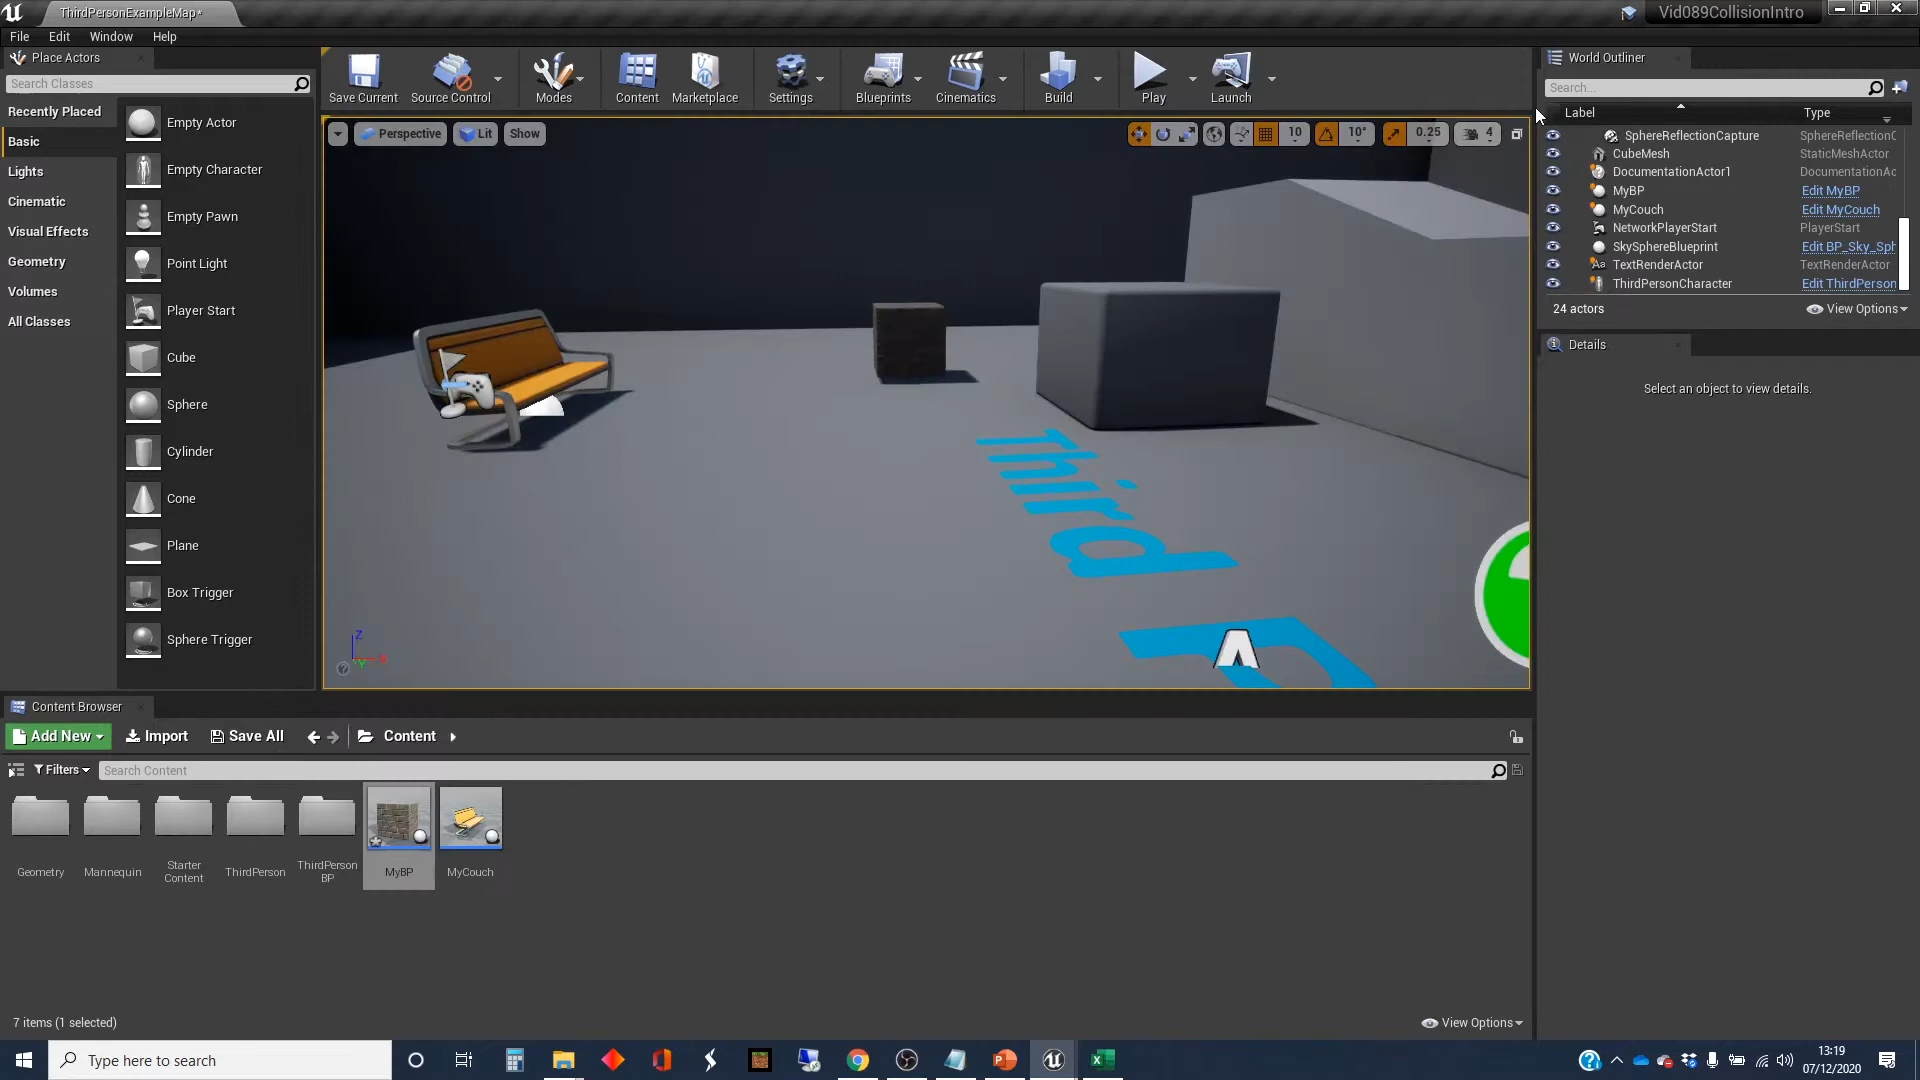 ThirdPersonExampleMap*
Vid089CollisionIntro
File Edit Window Help
Place Actors
Search Classes
Recently Placed
Basic
Lights
Cinematic
Visual Effects
Geometry
Volumes
All Classes
Empty Actor
Empty Character
Empty Pawn
Point Light
Player Start
Cube
Sphere
Cylinder
Cone
Plane
Box Trigger
Sphere Trigger
Save Current
Source Control
Modes
Content
Marketplace
Settings
Blueprints
Cinematics
Build
Play
Launch
Perspective
Lit
Show
10
10°
0.25
4
Third P
Z
X
Y
World Outliner
Search...
Label Type
SphereReflectionCapture SphereReflectionC
CubeMesh StaticMeshActor
DocumentationActor1 DocumentationAc
MyBP Edit MyBP
MyCouch Edit MyCouch
NetworkPlayerStart PlayerStart
SkySphereBlueprint Edit BP_Sky_Sph
TextRenderActor TextRenderActor
ThirdPersonCharacter Edit ThirdPerson
24 actors
View Options
Details
Select an object to view details.
Content Browser
Add New
Import
Save All
Content
Filters
Search Content
Geometry
Mannequin
Starter
Content
ThirdPerson
ThirdPerson
BP
MyBP
MyCouch
7 items (1 selected)
View Options
Type here to search
13:19
07/12/2020